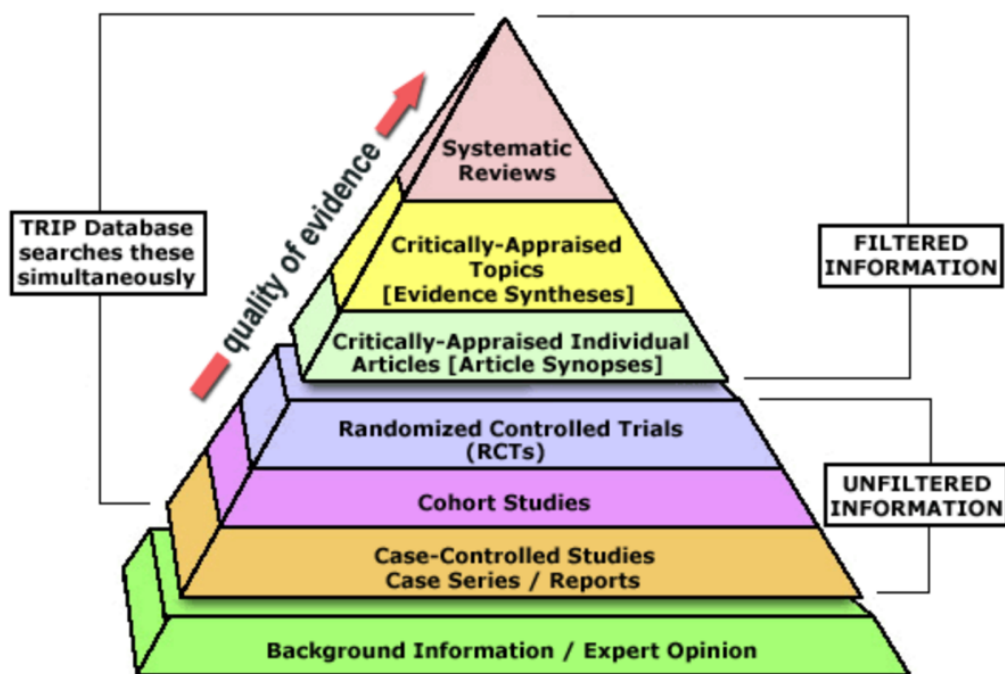 Systematic
Reviews
quality of evidence
TRIP Database
searches these
simultaneously
Critically-Appraised
Topics
[Evidence Syntheses]
FILTERED
INFORMATION
Critically-Appraised Individual
Articles [Article Synopses]
Randomized Controlled Trials
(RCTs)
UNFILTERED
INFORMATION
Cohort Studies
Case-Controlled Studies
Case Series / Reports
Background Information / Expert Opinion